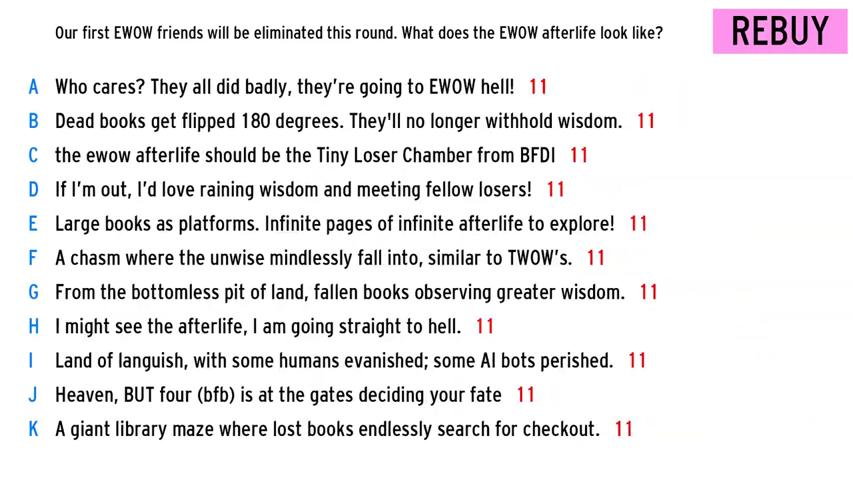 Our first EWOW friends will be eliminated this round. What does the EWOW afterlife look like?
REBUY
A Who cares? They all did badly, they're going to EWOW hell! 11
B Dead books get flipped 180 degrees. They'll no longer withhold wisdom. 11
C the ewow afterlife should be the Tiny Loser Chamber from BFDI 11
D If I'm out, I'd love raining wisdom and meeting fellow losers! 11
E Large books as platforms. Infinite pages of infinite afterlife to explore! 11
F A chasm where the unwise mindlessly fall into, similar to TWOW's. 11
G From the bottomless pit of land, fallen books observing greater wisdom. 11
H I might see the afterlife, I am going straight to hell. 11
I Land of languish, with some humans evanished; some AI bots perished. 11
J Heaven, BUT four (bfb) is at the gates deciding your fate 11
K A giant library maze where lost books endlessly search for checkout. 11